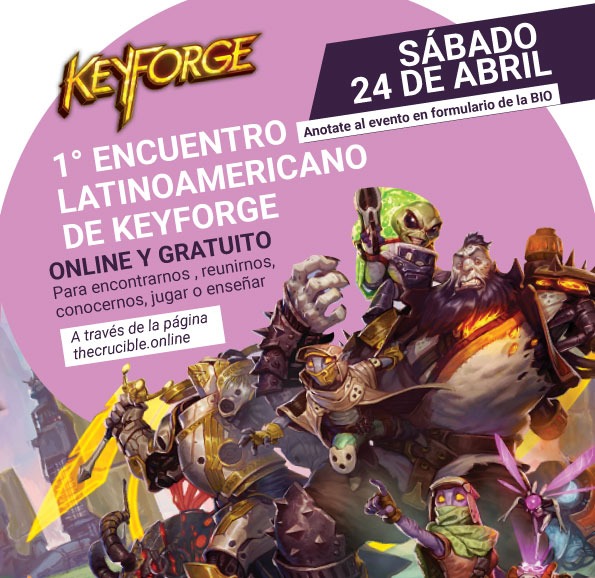 KEYFORGE
SÁBADO
24 DE ABRIL
Anotate al evento en formulario de la BIO
1° ENCUENTRO
LATINOAMERICANO
DE KEYFORGE
ONLINE Y GRATUITO
Para encontrarnos , reunirnos,
conocernos, jugar o enseñar
A través de la página
thecrucible.online